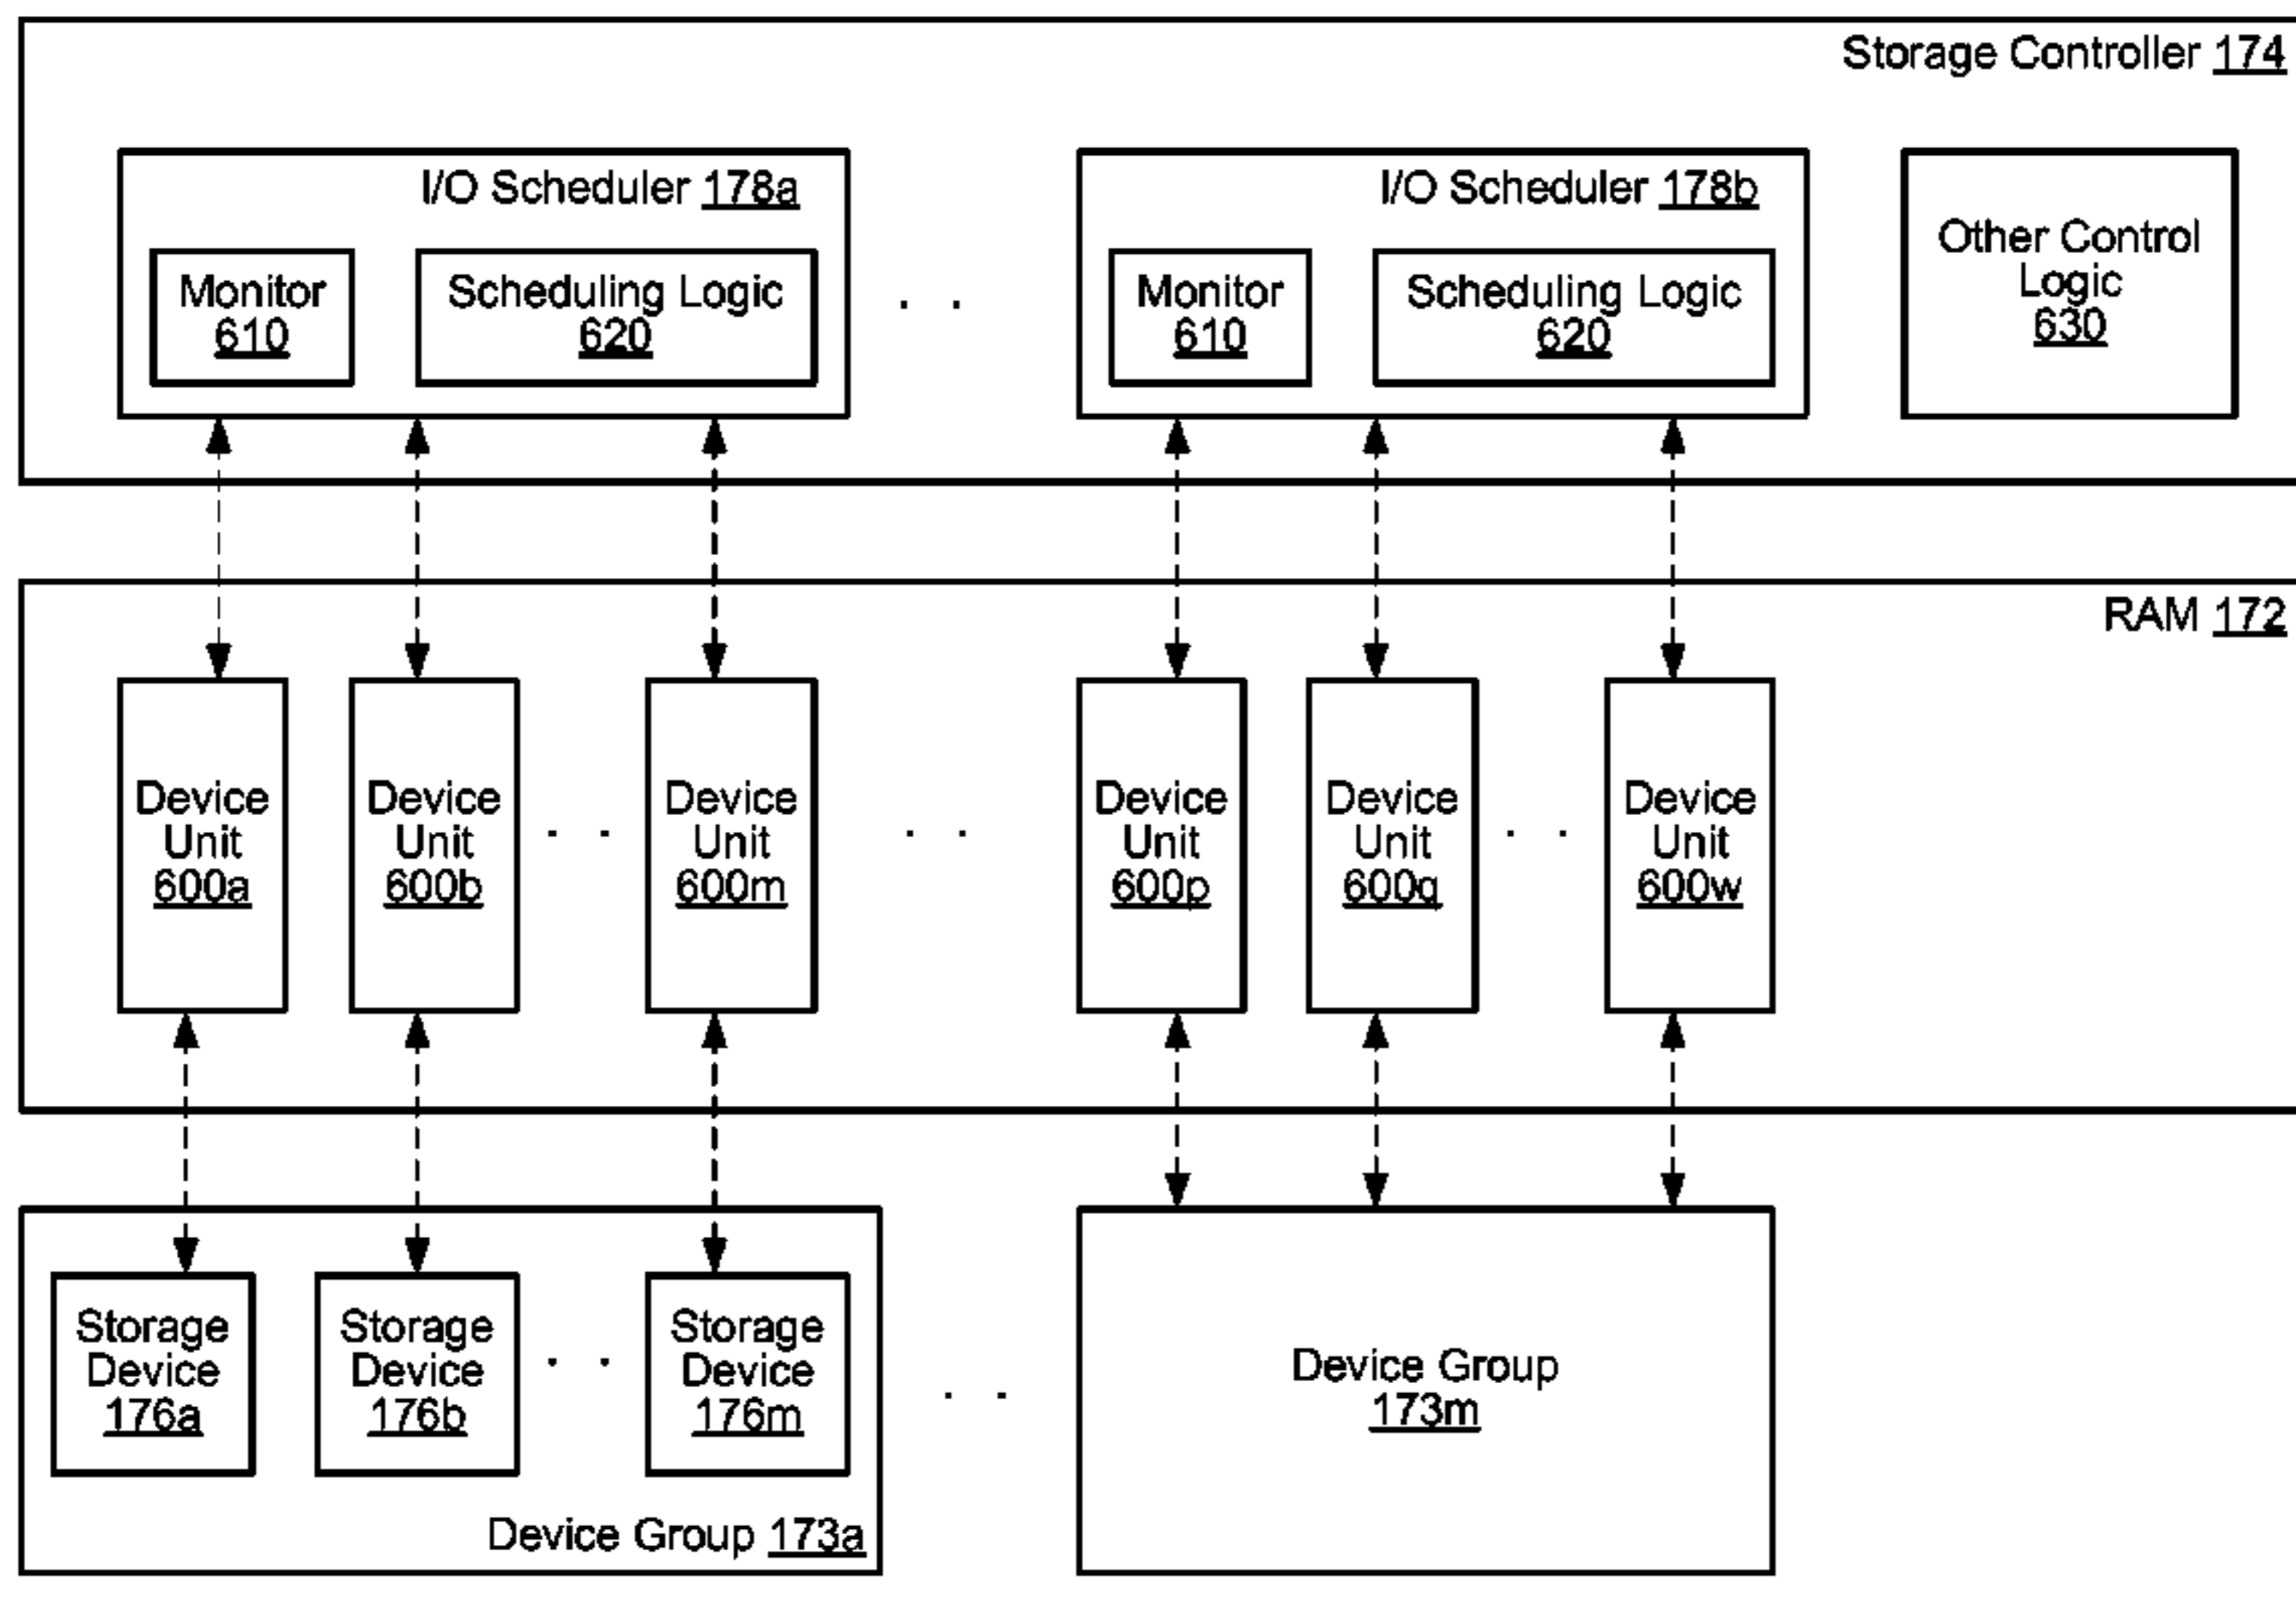 Storage Controller 174
I/O Scheduler 178a
Monitor
610
Scheduling Logic
620
. .
I/O Scheduler 178b
Monitor
610
Scheduling Logic
620
Other Control
Logic
630
RAM 172
Device
Unit
600a
Device
Unit
600b
. .
Device
Unit
600m
. .
Device
Unit
600p
Device
Unit
600q
. .
Device
Unit
600w
Storage
Device
176a
Storage
Device
176b
. .
Storage
Device
176m
Device Group 173a
. .
Device Group
173m